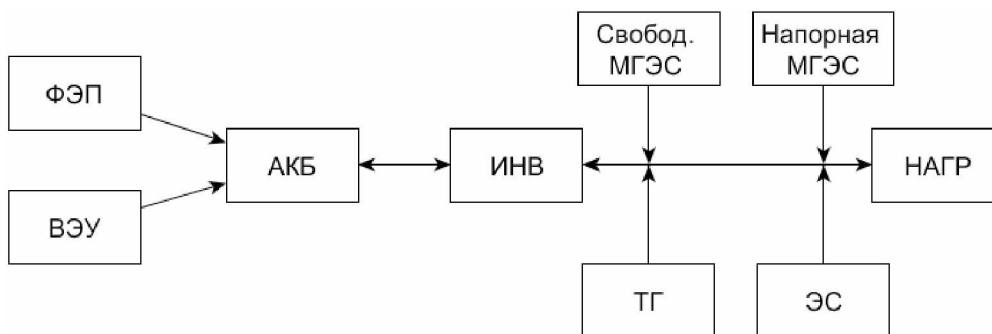 Свобод.
МГЭС
Напорная
МГЭС
ФЭП
АКБ
ИНВ
НАГР
ВЭУ
ТГ
ЭС